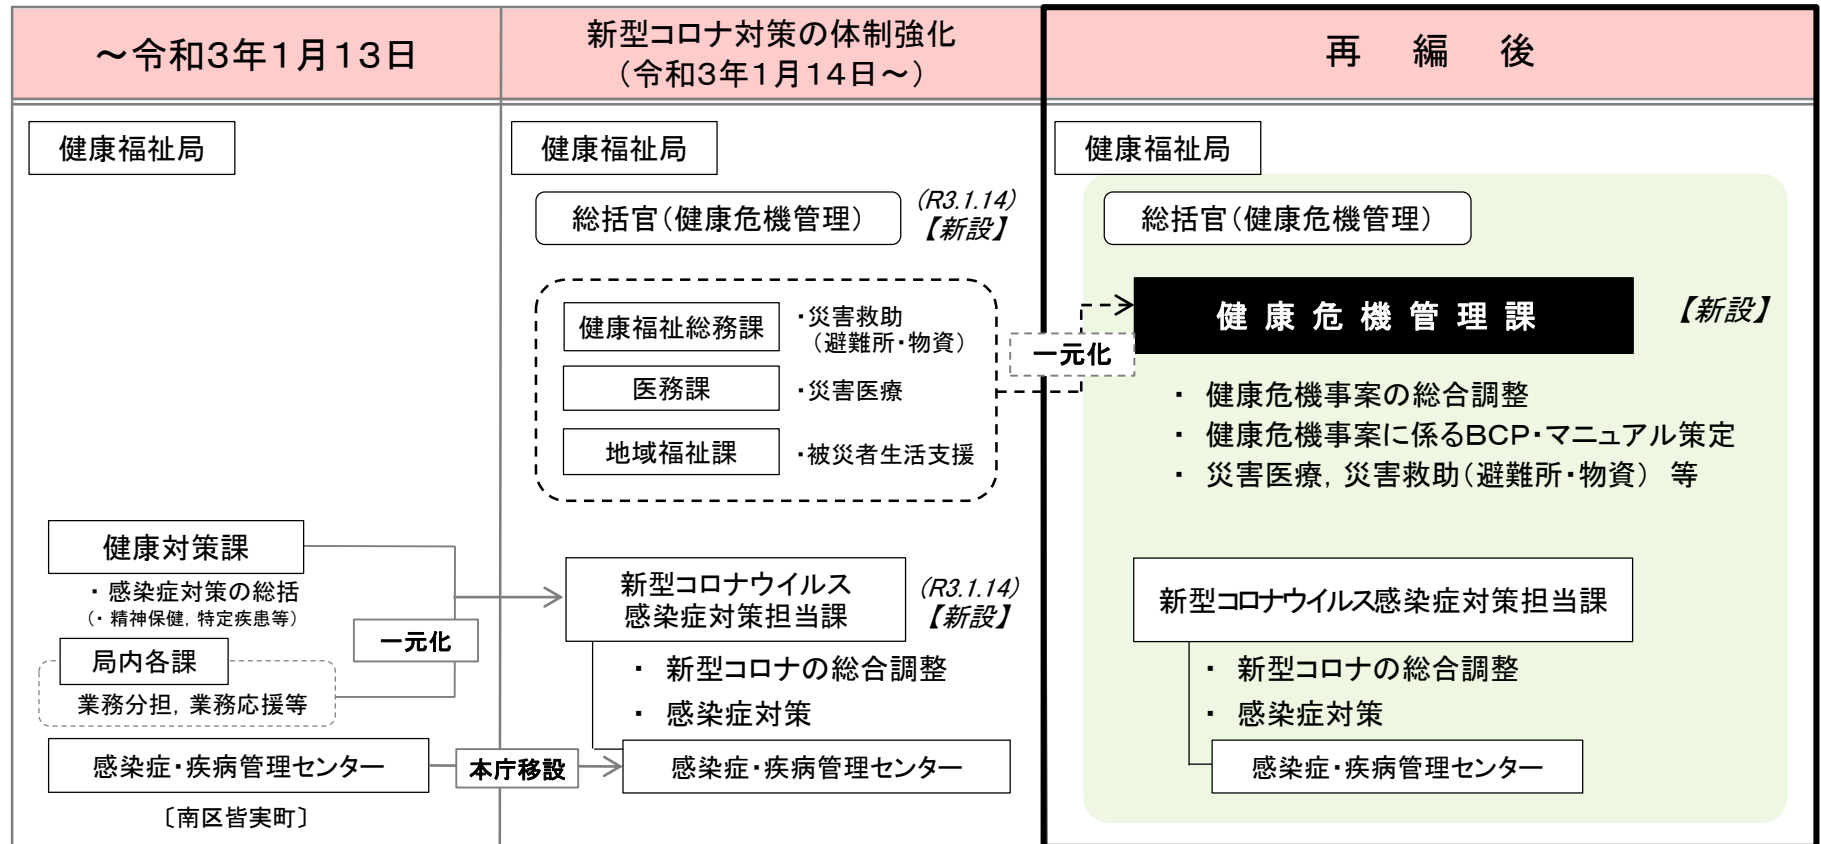 ～令和3年1月13日
新型コロナ対策の体制強化
（令和3年1月14日～）
再　編　後
健康福祉局
健康対策課
・感染症対策の総括
（・精神保健，特定疾患等）
局内各課
業務分担，業務応援等
一元化
感染症・疾病管理センター
〔南区皆実町〕
本庁移設
健康福祉局
総括官（健康危機管理）
（R3.1.14）
【新設】
健康福祉総務課
・災害救助
（避難所・物資）
医務課
・災害医療
地域福祉課
・被災者生活支援
一元化
新型コロナウイルス
感染症対策担当課
（R3.1.14）
【新設】
・　新型コロナの総合調整
・　感染症対策
感染症・疾病管理センター
健康福祉局
総括官（健康危機管理）
健康危機管理課
【新設】
・　健康危機事案の総合調整
・　健康危機事案に係るBCP・マニュアル策定
・　災害医療，災害救助（避難所・物資）　等
新型コロナウイルス感染症対策担当課
・　新型コロナの総合調整
・　感染症対策
感染症・疾病管理センター